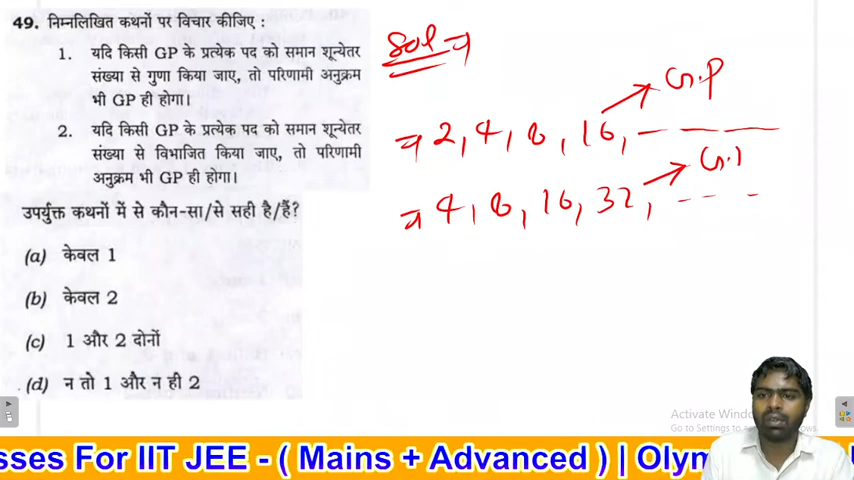 49. निम्नलिखित कथनों पर विचार कीजिए :
1. यदि किसी GP के प्रत्येक पद को समान शून्येतर
संख्या से गुणा किया जाए, तो परिणामी अनुक्रम
भी GP ही होगा।
2. यदि किसी GP के प्रत्येक पद को समान शून्येतर
संख्या से विभाजित किया जाए, तो परिणामी
अनुक्रम भी GP ही होगा।
उपर्युक्त कथनों में से कौन-सा/से सही है/हैं?
(a) केवल 1
(b) केवल 2
(c) 1 और 2 दोनों
(d) न तो 1 और न ही 2
Sol ⇒
G.P
⇒ 2, 4, 8, 16, — — —
G.P
⇒ 4, 8, 16, 32, - - -
Activate Windo
Go to Settings to a
sses For IIT JEE - ( Mains + Advanced ) | Olym